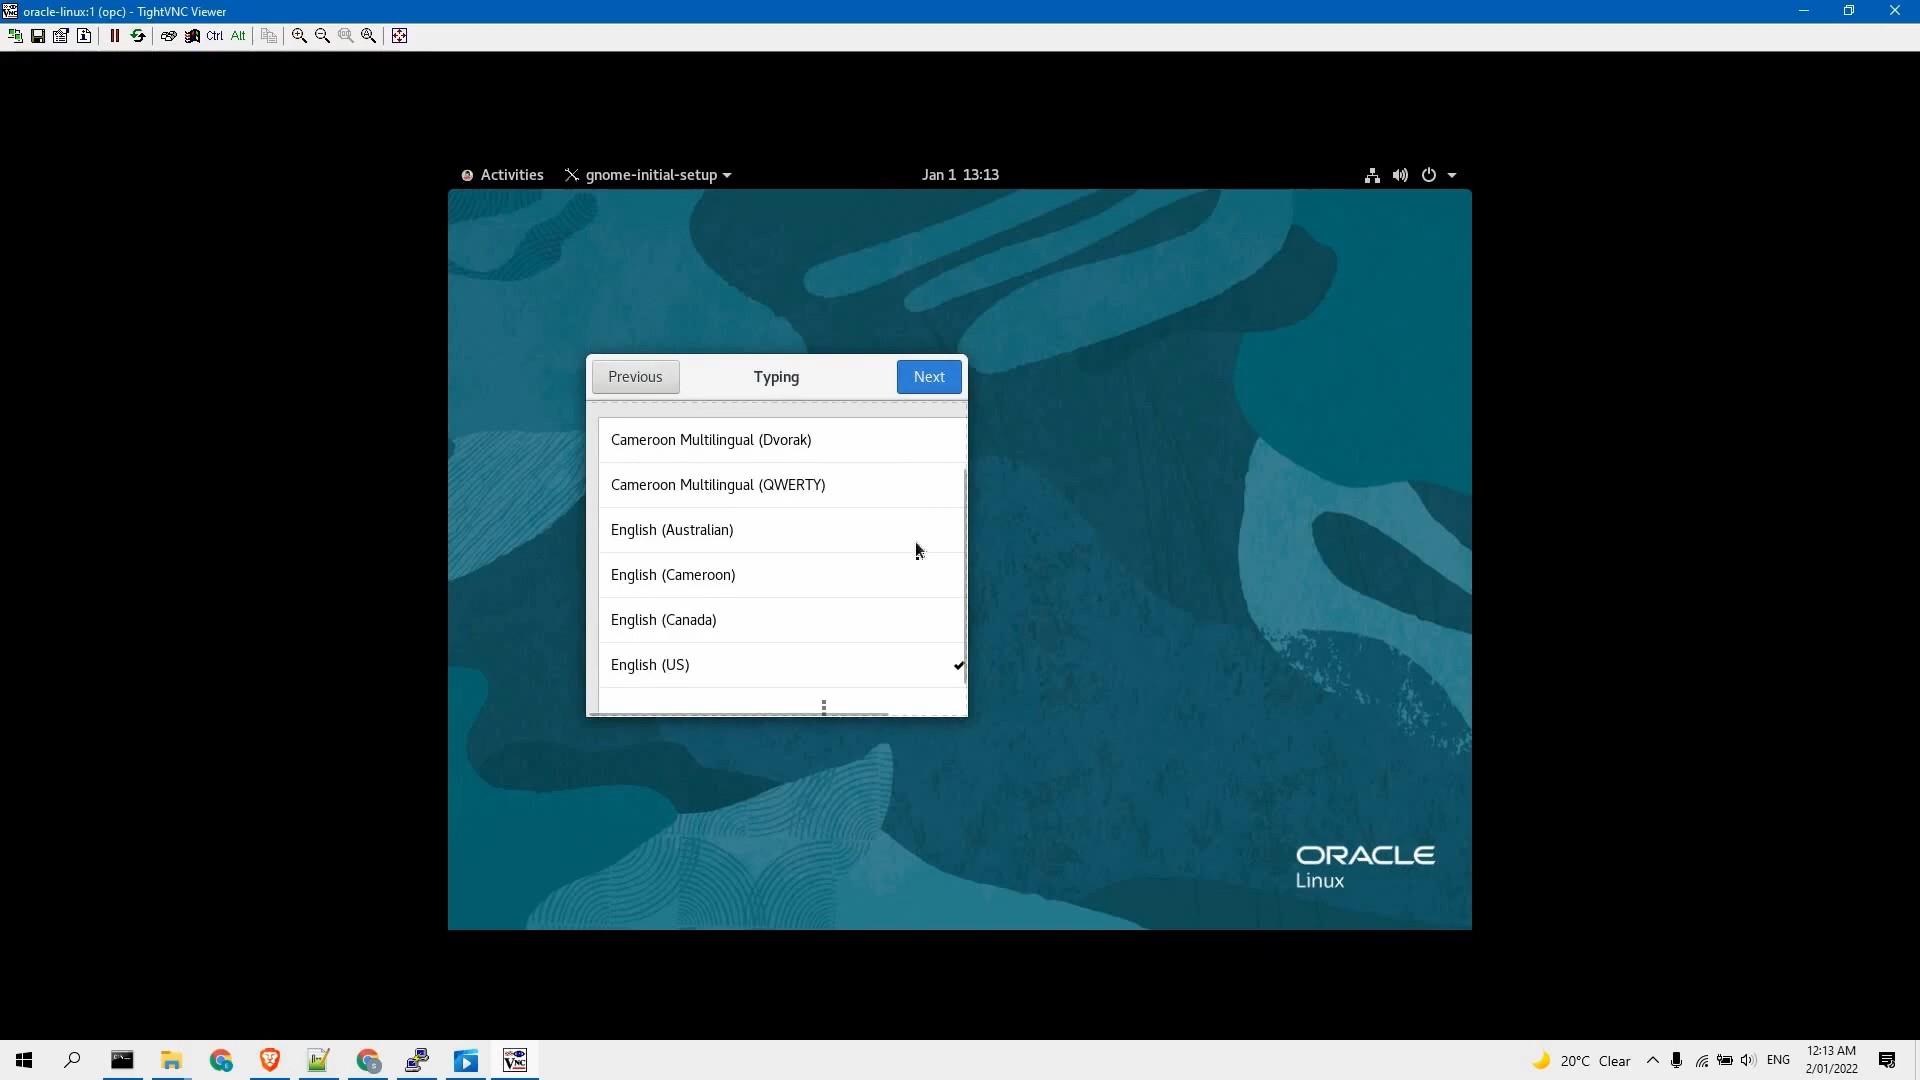 oracle-linux:1 (opc) - TightVNC Viewer
Ctrl Alt
Activities gnome-initial-setup Jan 1 13:13
Previous Typing Next
Cameroon Multilingual (Dvorak)
Cameroon Multilingual (QWERTY)
English (Australian)
English (Cameroon)
English (Canada)
English (US)
ORACLE
Linux
20°C Clear ENG 12:13 AM
2/01/2022